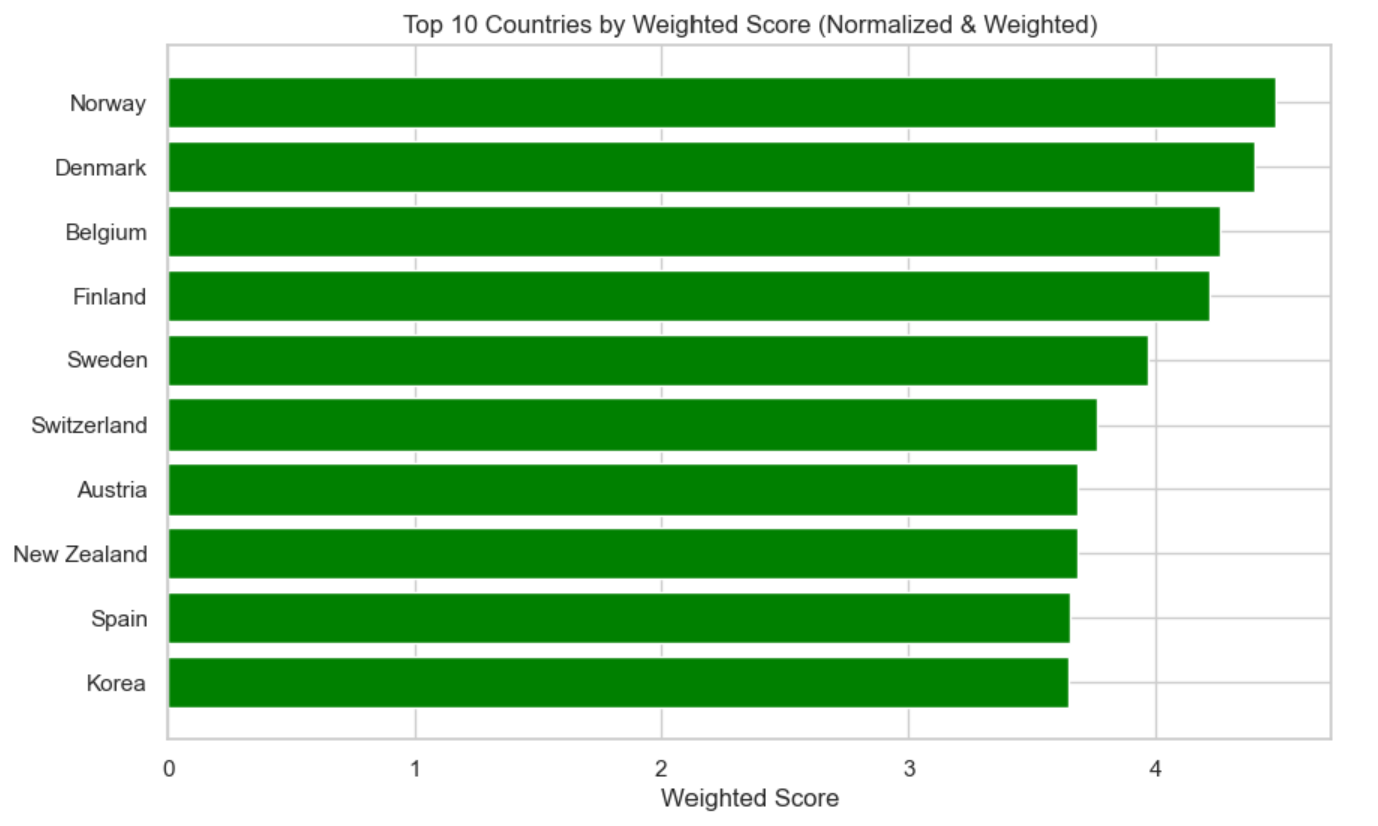 Top 10 Countries by Weighted Score (Normalized & Weighted)
Norway
Denmark
Belgium
Finland
Sweden
Switzerland
Austria
New Zealand
Spain
Korea
0 1 2 3 4
Weighted Score